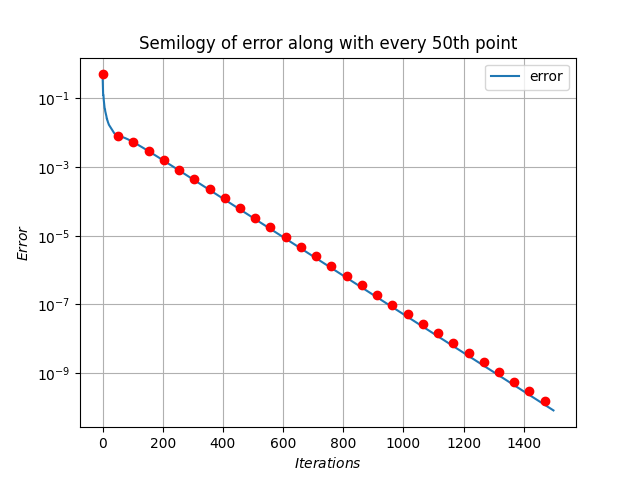 Semilogy of error along with every 50th point
error
Error
10⁻¹
10⁻³
10⁻⁵
10⁻⁷
10⁻⁹
0 200 400 600 800 1000 1200 1400
Iterations